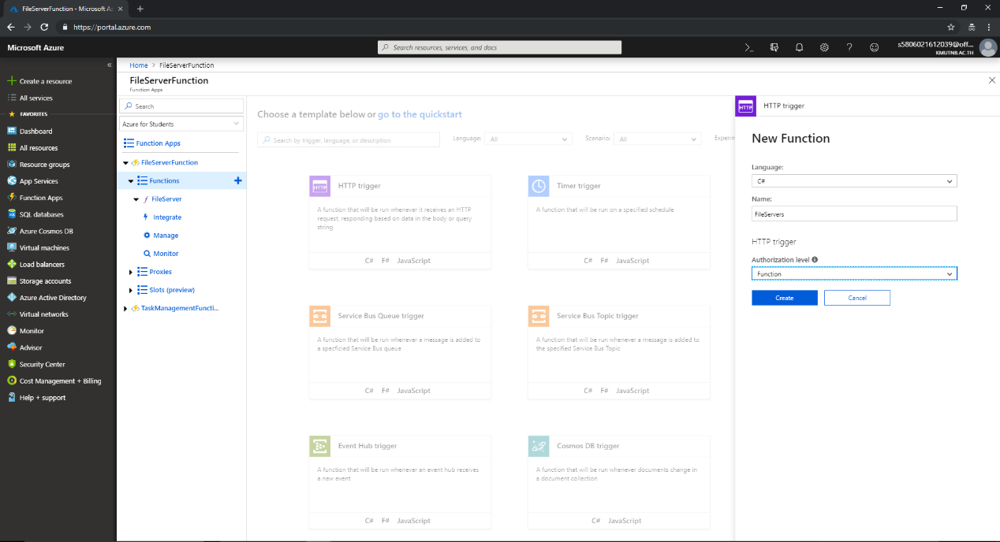 FileServerFunction - Microsoft Az
https://portal.azure.com
Microsoft Azure
Search resources, services, and docs
s5806021612039@off...
KMUTNB.AC.TH
Create a resource
All services
FAVORITES
Dashboard
All resources
Resource groups
App Services
Function Apps
SQL databases
Azure Cosmos DB
Virtual machines
Load balancers
Storage accounts
Azure Active Directory
Virtual networks
Monitor
Advisor
Security Center
Cost Management + Billing
Help + support
Home > FileServerFunction
FileServerFunction
Function Apps
Search
Azure for Students
Function Apps
FileServerFunction
Functions
FileServer
Integrate
Manage
Monitor
Proxies
Slots (preview)
TaskManagementFuncti...
Choose a template below or go to the quickstart
Search by trigger, language, or description
Language: All
Scenario: All
Experim
HTTP
HTTP trigger
A function that will be run whenever it receives an HTTP
request, responding based on data in the body or query
string
C# F# JavaScript
Timer trigger
A function that will be run on a specified schedule
C# F# JavaScript
Service Bus Queue trigger
A function that will be run whenever a message is added to
a specficied Service Bus queue
C# F# JavaScript
Service Bus Topic trigger
A function that will be run whenever a message is added to
the specified Service Bus Topic
C# F# JavaScript
Event Hub trigger
A function that will be run whenever an event hub receives
a new event
C# F# JavaScript
Cosmos DB trigger
A function that will be run whenever documents change in
a document collection
C# JavaScript
HTTP
HTTP trigger
New Function
Language:
C#
Name:
FileServers
HTTP trigger
Authorization level
Function
Create
Cancel